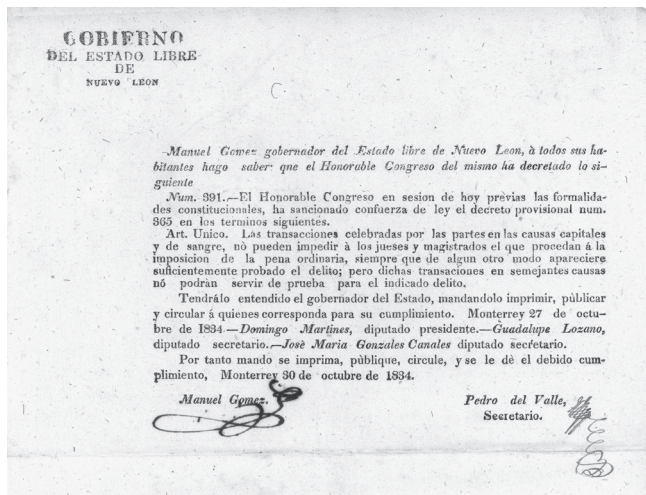 GOBIERNO
DEL ESTADO LIBRE
DE
NUEVO LEON
Manuel Gomez gobernador del Estado libre de Nuevo Leon, à todos sus ha-
bitantes hago saber: qne el Honorable Congreso del mismo ha decretado lo si-
guiente
Num. 391.—El Honorable Congreso en sesion de hoy prévias las formalida-
des constitucionales, ha sancionado confuerza de ley el decreto provisional num.
365 en los terminos siguientes.
Art. Unico. Las transacciones celebradas por las partes en las causas capitales
y de sangre, nò pueden impedir á los jueses y magistrados el que procedan á la
imposicion de la pena ordinaria, siempre que de algun otro modo apareciere
suficientemente probado el delito; pero dichas transaciones en semejantes causas
nó podràn servir de prueba para el indicado delito.
Tendrálo entendido el gobernador del Estado, mandandolo imprimir, pùblicar
y circular á quienes corresponda para su cumplimiento. Monterrey 27 de octu-
bre de 1834.—Domingo Martines, diputado presidente.—Guadalupe Lozano,
diputado secretario.—Josè Maria Gonzales Canales diputado secretario.
Por tanto mando se imprima, pùblique, circule, y se le dè el debido cum-
plimiento, Monterrey 30 de octubre de 1834.
Manuel Gomez.
Pedro del Valle,
Secretario.